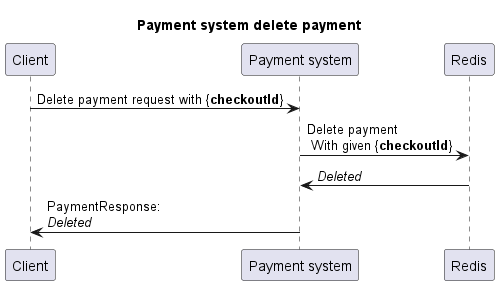 Payment system delete payment
Client
Payment system
Redis
Delete payment request with {checkoutId}
Delete payment
With given {checkoutId}
Deleted
PaymentResponse:
Deleted
Client
Payment system
Redis